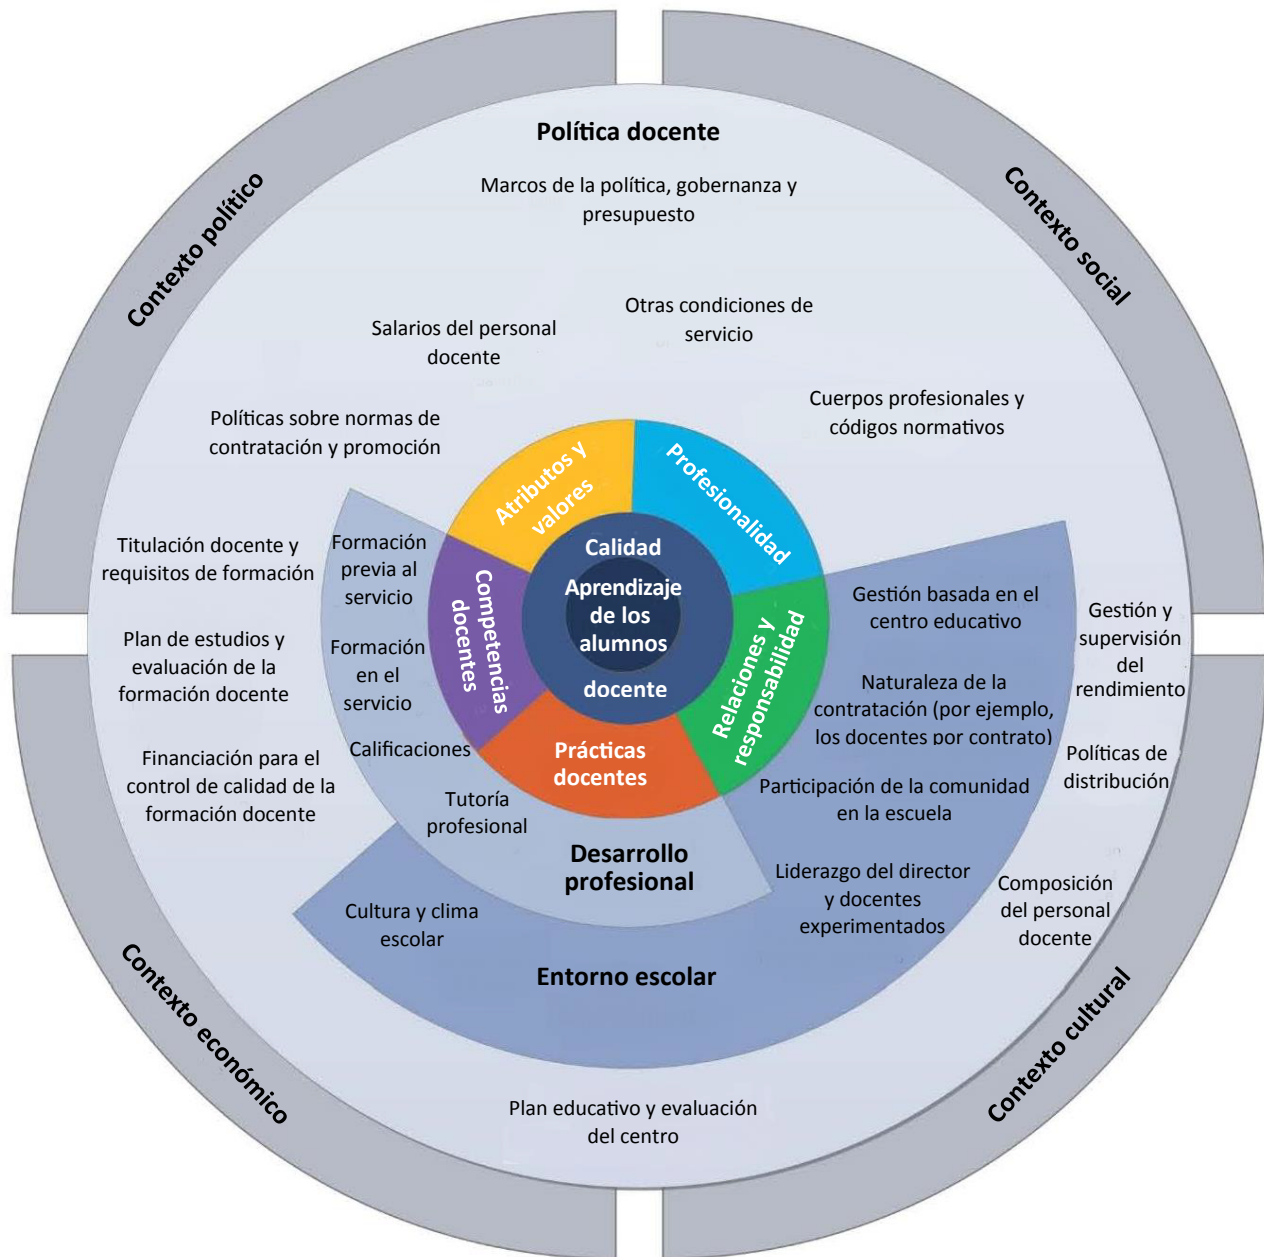 Política docente
Marcos de la política, gobernanza y
presupuesto
Contexto político
Contexto social
Otras condiciones de
servicio
Salarios del personal
docente
Cuerpos profesionales y
códigos normativos
Políticas sobre normas de
contratación y promoción
Atributos y
valores
Profesionalidad
Titulación docente y
requisitos de formación
Formación
previa al
servicio
Calidad
Aprendizaje
de los
alumnos
docente
Competencias
docentes
Relaciones y
responsabilidad
Gestión basada en el
centro educativo
Gestión y
supervisión
del
rendimiento
Plan de estudios y
evaluación de la
formación docente
Formación
en el
servicio
Naturaleza de la
contratación (por ejemplo,
los docentes por contrato)
Calificaciones
Prácticas
docentes
Políticas de
distribución
Financiación para el
control de calidad de la
formación docente
Tutoría
profesional
Participación de la comunidad
en la escuela
Desarrollo
profesional
Liderazgo del director
y docentes
experimentados
Composición
del personal
docente
Cultura y clima
escolar
Entorno escolar
Contexto económico
Contexto cultural
Plan educativo y evaluación
del centro